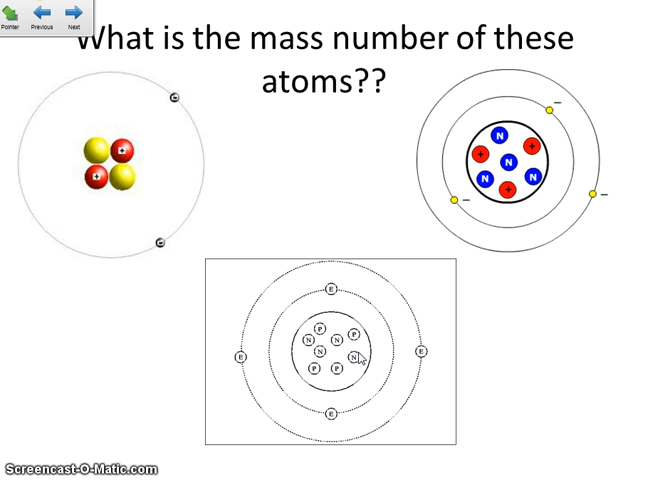 Pointer Previous Next
What is the mass number of these
atoms??
+
+
−
N
+
+
N
N
N
+
−
−
E
P
P
N
N
N
N
E
E
P
P
E
Screencast-O-Matic.com